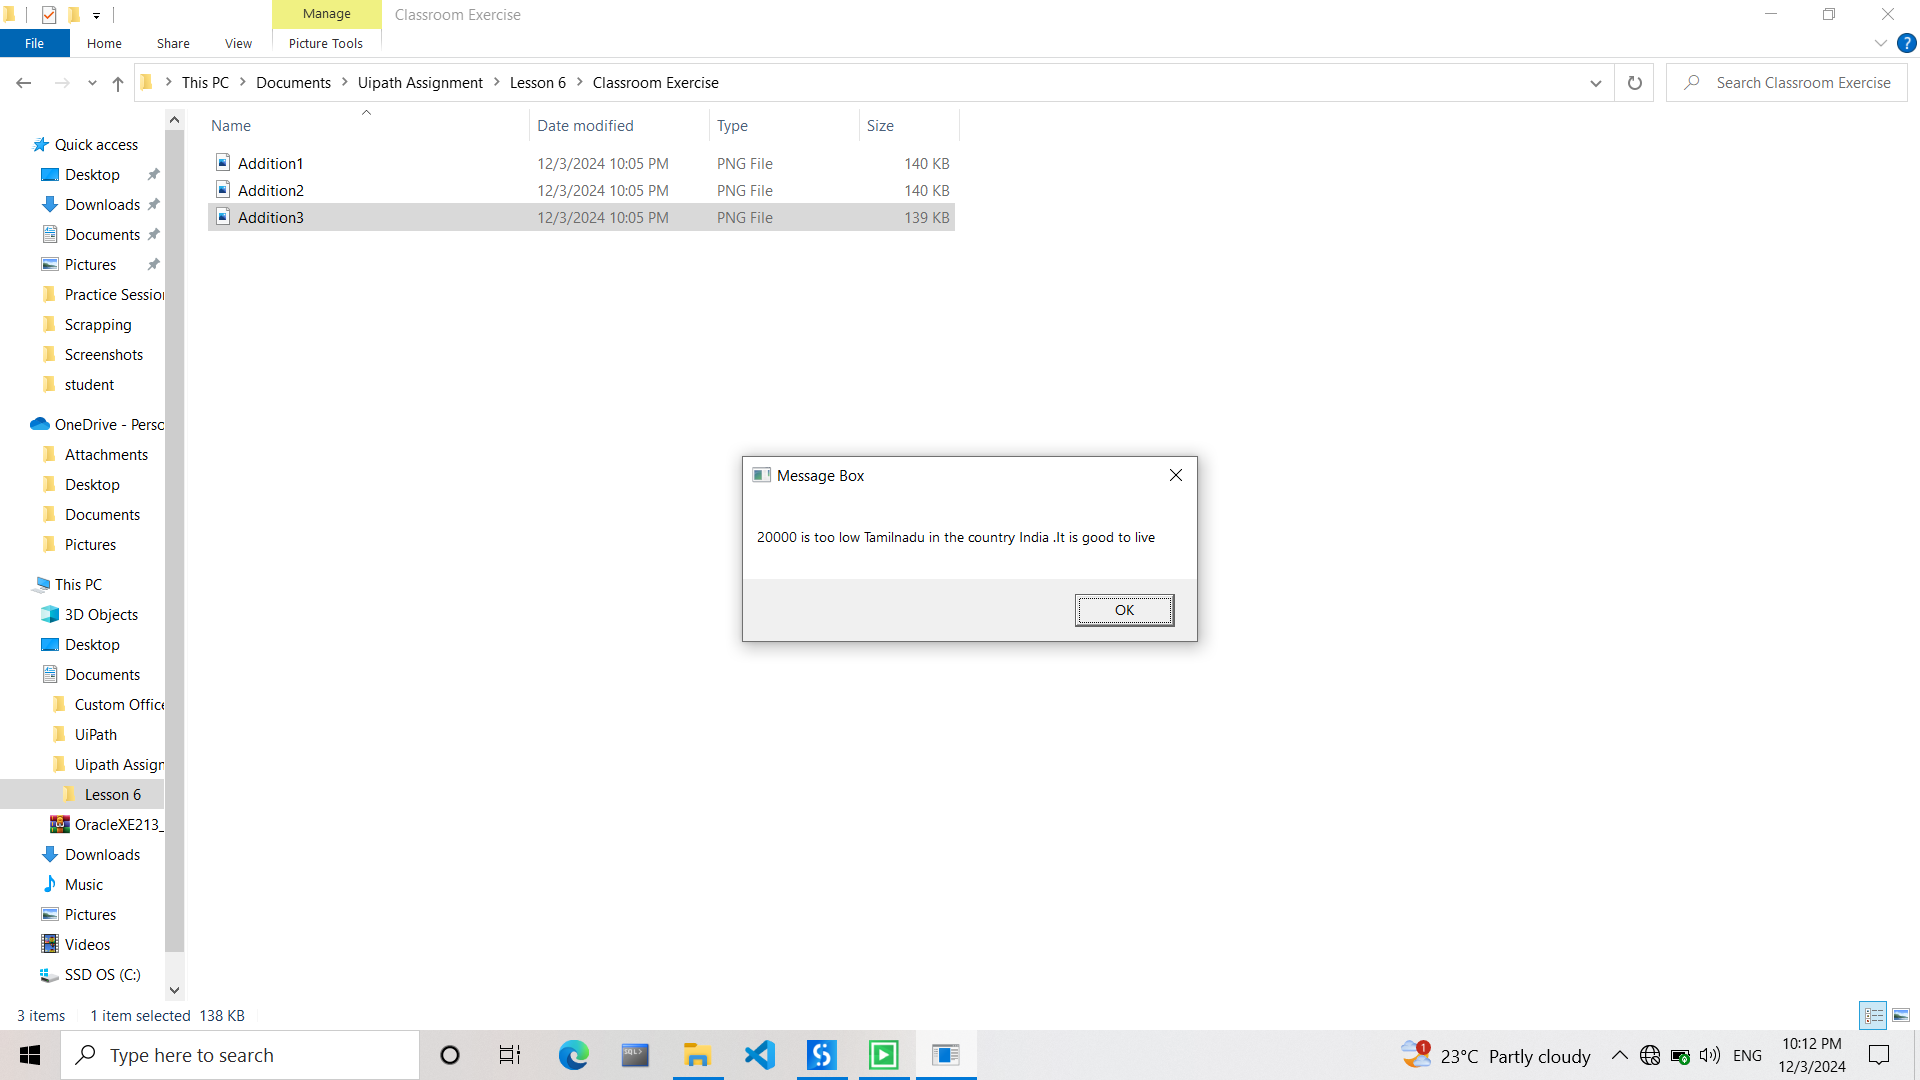 Manage
Classroom Exercise
File
Home
Share
View
Picture Tools
This PC
Documents
Uipath Assignment
Lesson 6
Classroom Exercise
Search Classroom Exercise
Name
Date modified
Type
Size
Addition1 12/3/2024 10:05 PM PNG File 140 KB
Addition2 12/3/2024 10:05 PM PNG File 140 KB
Addition3 12/3/2024 10:05 PM PNG File 139 KB
Quick access
Desktop
Downloads
Documents
Pictures
Practice Session
Scrapping
Screenshots
student
OneDrive - Perso
Attachments
Desktop
Documents
Pictures
This PC
3D Objects
Desktop
Documents
Custom Office
UiPath
Uipath Assign
Lesson 6
OracleXE213_
Downloads
Music
Pictures
Videos
SSD OS (C:)
Message Box
20000 is too low Tamilnadu in the country India .It is good to live
OK
3 items 1 item selected 138 KB
Type here to search
SQL>
1
23°C Partly cloudy
ENG
10:12 PM
12/3/2024